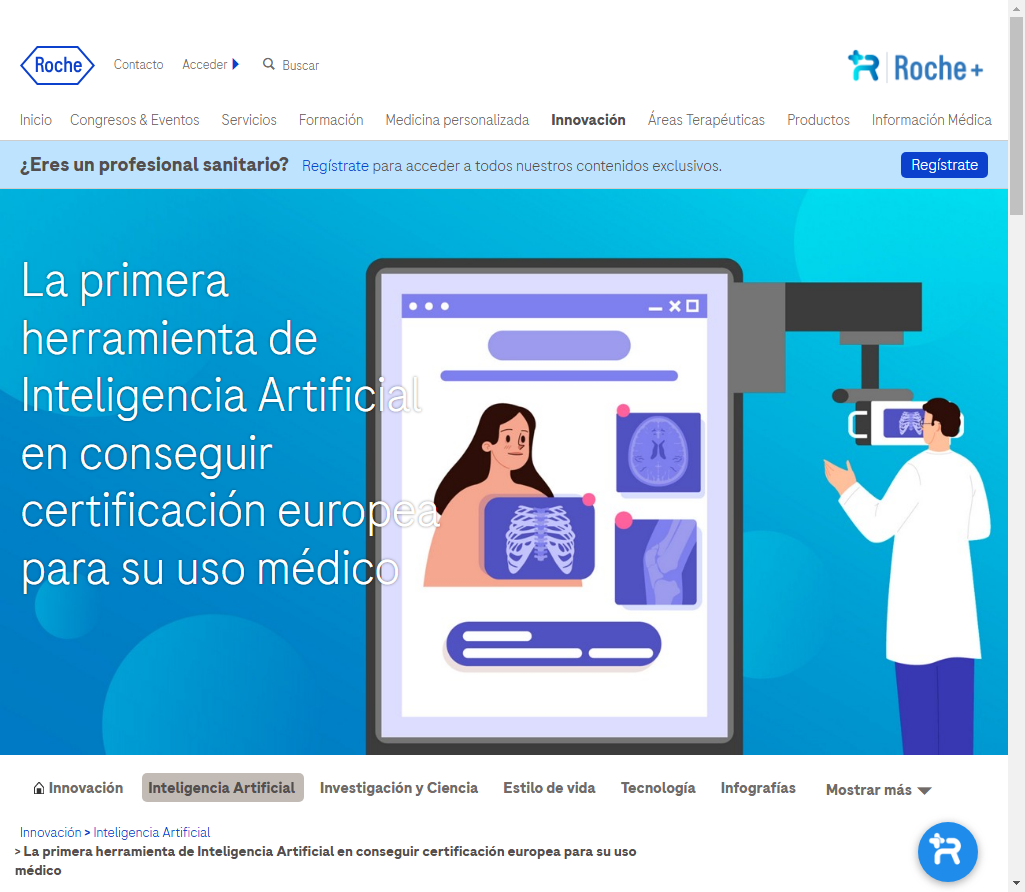 Roche
Contacto
Acceder
Buscar
Roche+
Inicio
Congresos & Eventos
Servicios
Formación
Medicina personalizada
Innovación
Áreas Terapéuticas
Productos
Información Médica
¿Eres un profesional sanitario? Regístrate para acceder a todos nuestros contenidos exclusivos.
Regístrate
La primera
herramienta de
Inteligencia Artificial
en conseguir
certificación europea
para su uso médico
Innovación
Inteligencia Artificial
Investigación y Ciencia
Estilo de vida
Tecnología
Infografías
Mostrar más
Innovación > Inteligencia Artificial
> La primera herramienta de Inteligencia Artificial en conseguir certificación europea para su uso
médico